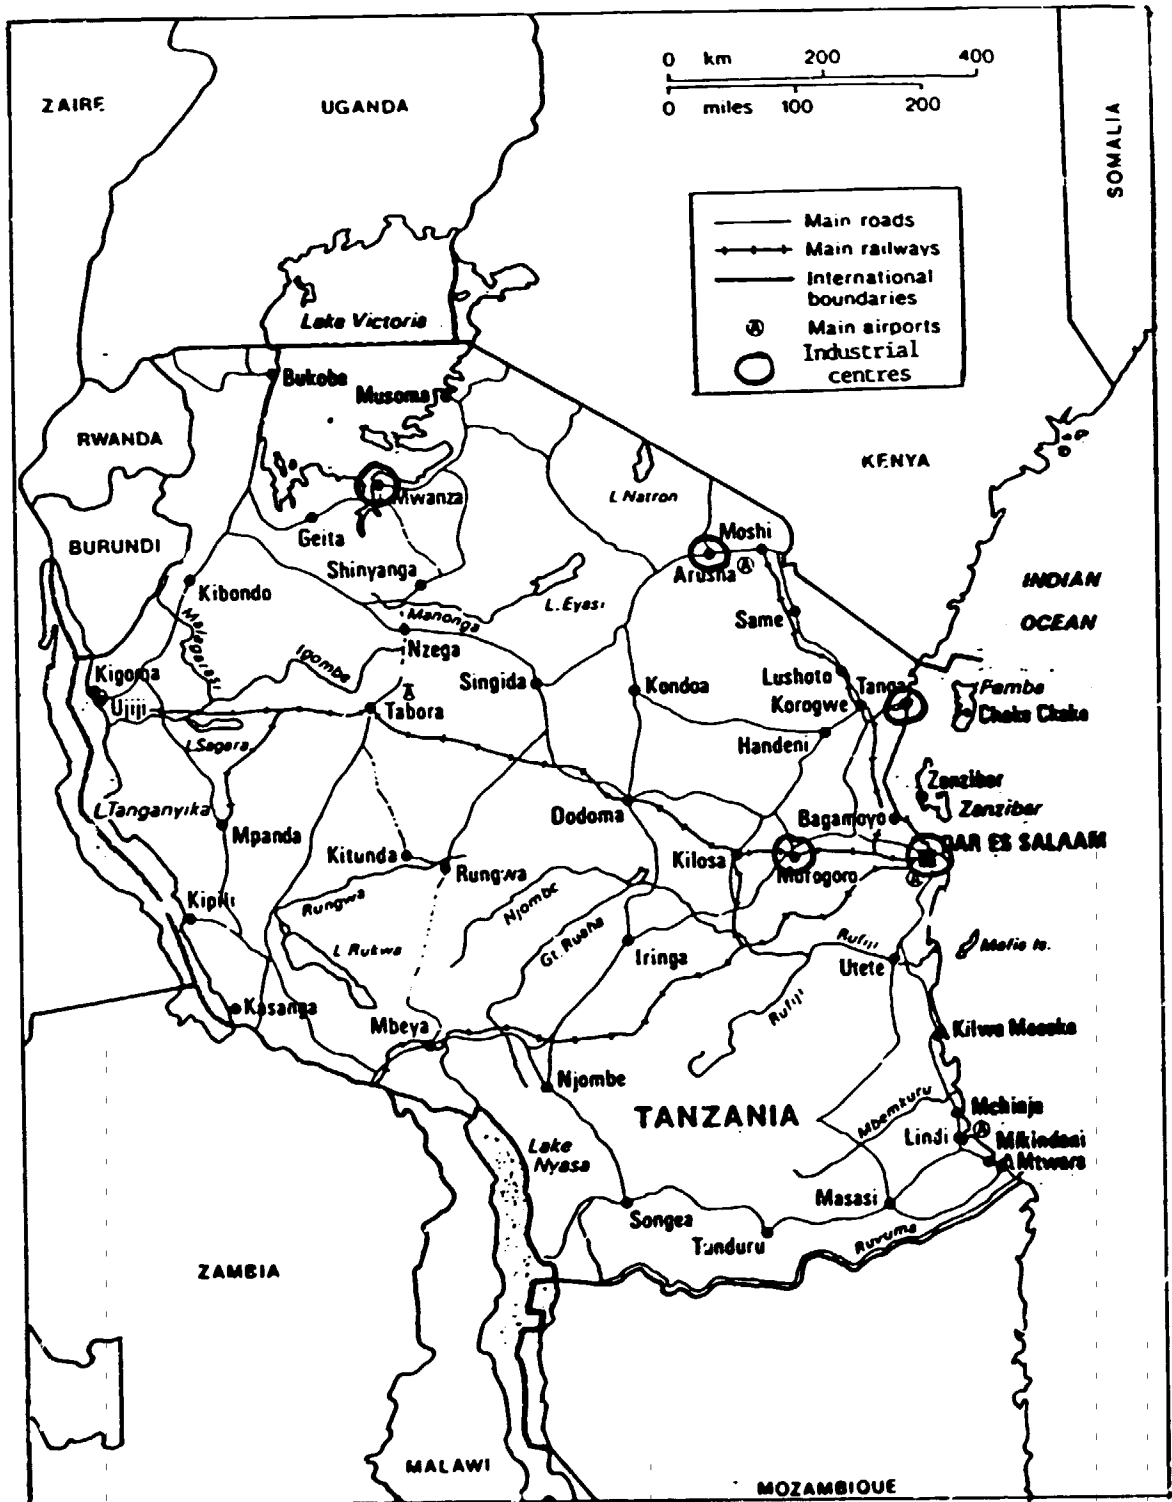 0 km 200 400
0 miles 100 200
ZAIRE
UGANDA
SOMALIA
Main roads
Main railways
International
boundaries
A Main airports
Industrial
centres
Lake Victoria
Bukoba
Musoma
RWANDA
KENYA
Mwanza
L Natron
Geita
Moshi
BURUNDI
Arusha
A
Shinyanga
Kibondo
L. Eyasi
INDIAN
OCEAN
Manonga
Same
Malagarasi
Nzega
Igombe
Kigoma
Singida
Kondoa
Lushoto
Tanga
Pemba
Ujiji
A
Tabora
Korogwe
Chake Chake
L Sagara
Handeni
Zanzibar
L Tanganyika
Zanzibar
Dodoma
Bagamoyo
Mpanda
DAR ES SALAAM
Kitunda
Kilosa
Morogoro
Rungwa
A
Kipili
Rungwa
Njombe
Gt. Ruaha
Rufiji
L Rukwa
Iringa
Utete
Mafia Is.
Kasanga
Rufiji
Mbeya
Kilwa Masoko
Njombe
TANZANIA
Mbemkuru
Mchinja
Lindi
A
Mikindani
Lake
Nyasa
Mtwara
Masasi
Songea
Tunduru
Ruvuma
ZAMBIA
MALAWI
MOZAMBIQUE